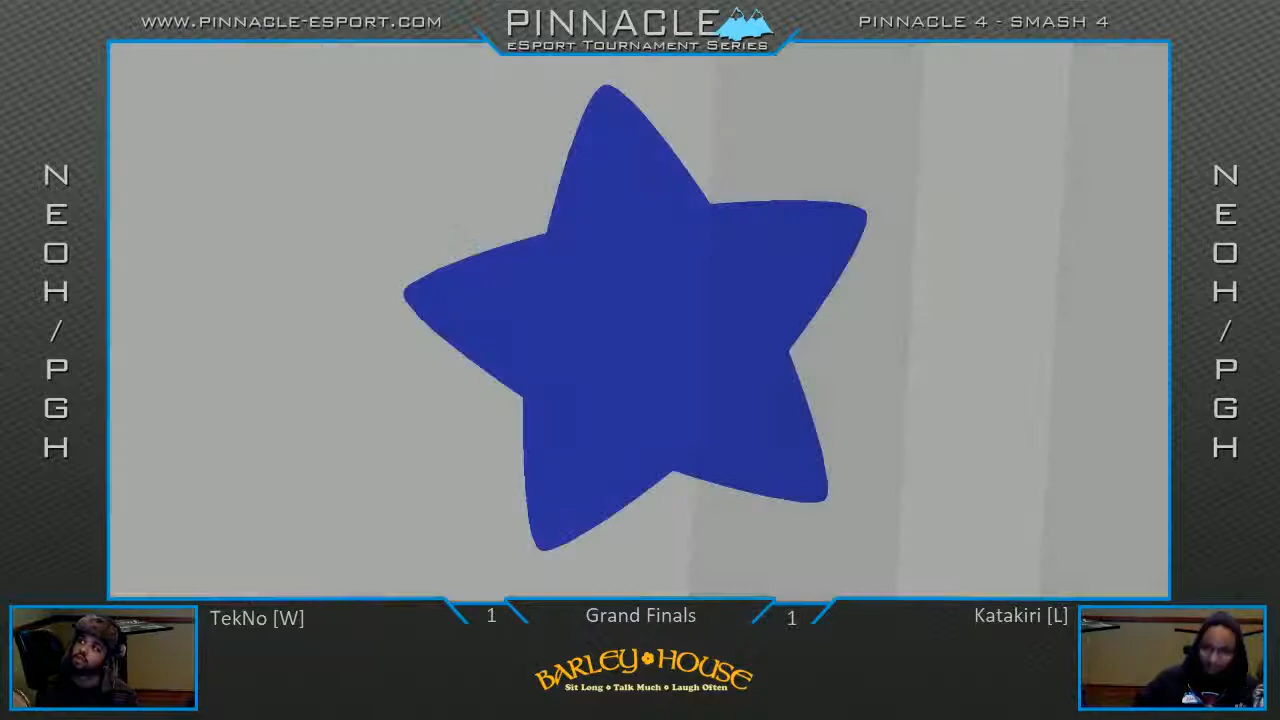 WWW.PINNACLE-ESPORT.COM
PINNACLE
eSPORT TOURNAMENT SERIES
PINNACLE 4 - SMASH 4
NEOH/PGH
NEOH/PGH
TekNo [W]
1
Grand Finals
1
Katakiri [L]
BARLEY HOUSE
Sit Long Talk Much Laugh Often